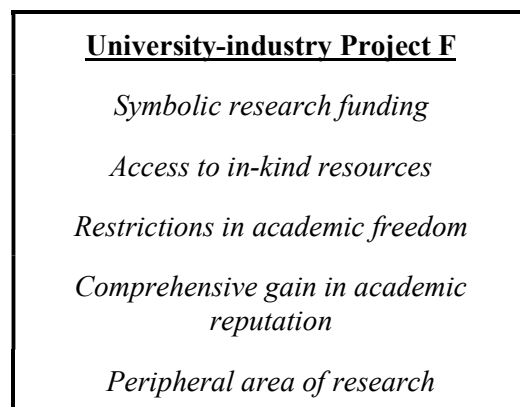 University-industry Project F
Symbolic research funding
Access to in-kind resources
Restrictions in academic freedom
Comprehensive gain in academic
reputation
Peripheral area of research